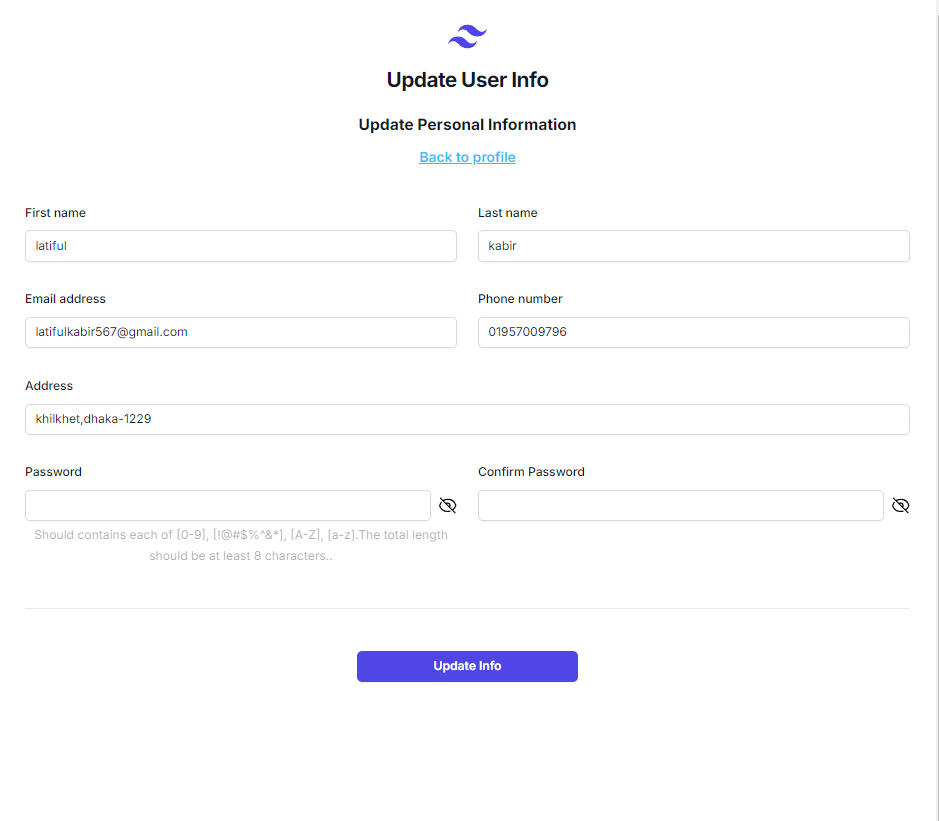 Update User Info
Update Personal Information
Back to profile
First name
Last name
latiful
kabir
Email address
Phone number
latifulkabir567@gmail.com
01957009796
Address
khilkhet,dhaka-1229
Password
Confirm Password
Should contains each of [0-9], [!@#$%^&*], [A-Z], [a-z].The total length
should be at least 8 characters..
Update Info